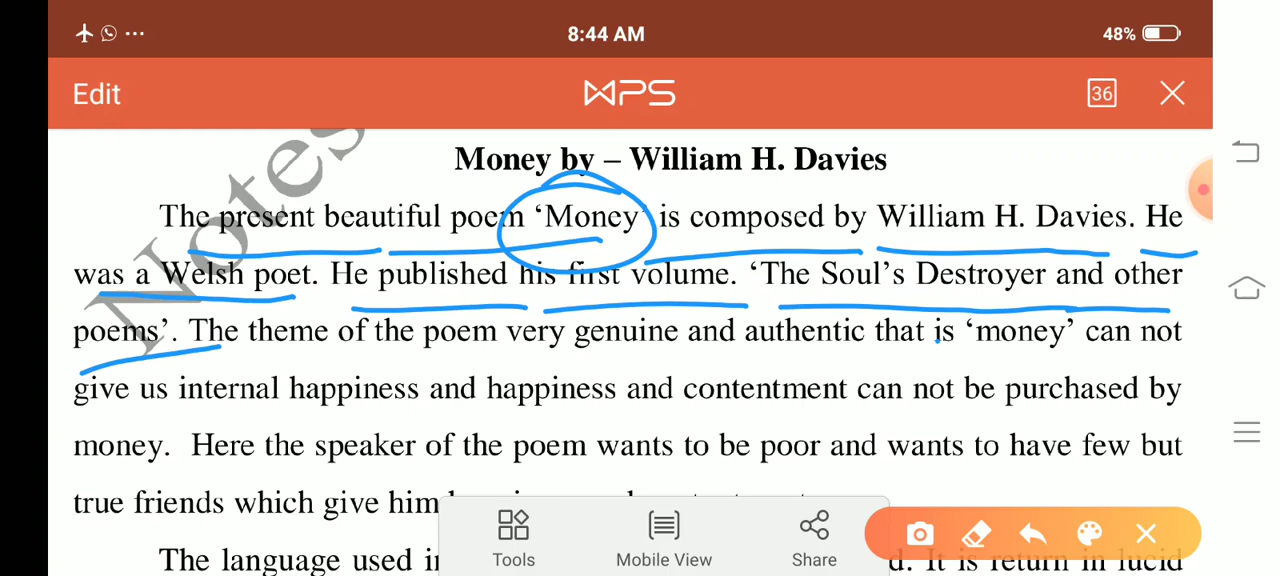 8:44 AM
48%
Edit
WPS
36
Notes
Money by – William H. Davies
The present beautiful poem ‘Money’ is composed by William H. Davies. He
was a Welsh poet. He published his first volume. ‘The Soul’s Destroyer and other
poems’. The theme of the poem very genuine and authentic that is ‘money’ can not
give us internal happiness and happiness and contentment can not be purchased by
money. Here the speaker of the poem wants to be poor and wants to have few but
true friends which give him
Tools
Mobile View
Share
The language used in
d. It is return in lucid